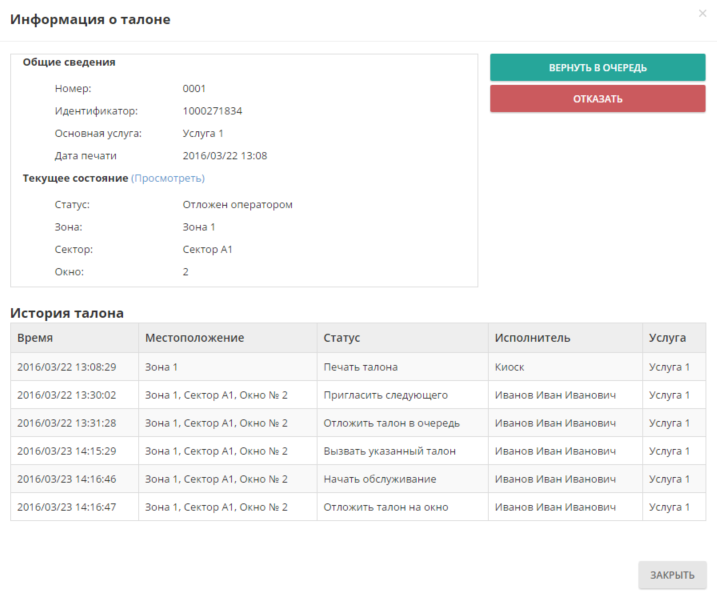 Информация о талоне
×
Общие сведения
Номер: 0001
Идентификатор: 1000271834
Основная услуга: Услуга 1
Дата печати 2016/03/22 13:08
Текущее состояние (Просмотреть)
Статус: Отложен оператором
Зона: Зона 1
Сектор: Сектор А1
Окно: 2
ВЕРНУТЬ В ОЧЕРЕДЬ
ОТКАЗАТЬ
История талона
Время Местоположение Статус Исполнитель Услуга
2016/03/22 13:08:29 Зона 1 Печать талона Киоск Услуга 1
2016/03/22 13:30:02 Зона 1, Сектор А1, Окно № 2 Пригласить следующего Иванов Иван Иванович Услуга 1
2016/03/22 13:31:28 Зона 1, Сектор А1, Окно № 2 Отложить талон в очередь Иванов Иван Иванович Услуга 1
2016/03/23 14:15:29 Зона 1, Сектор А1, Окно № 2 Вызвать указанный талон Иванов Иван Иванович Услуга 1
2016/03/23 14:16:46 Зона 1, Сектор А1, Окно № 2 Начать обслуживание Иванов Иван Иванович Услуга 1
2016/03/23 14:16:47 Зона 1, Сектор А1, Окно № 2 Отложить талон на окно Иванов Иван Иванович Услуга 1
ЗАКРЫТЬ